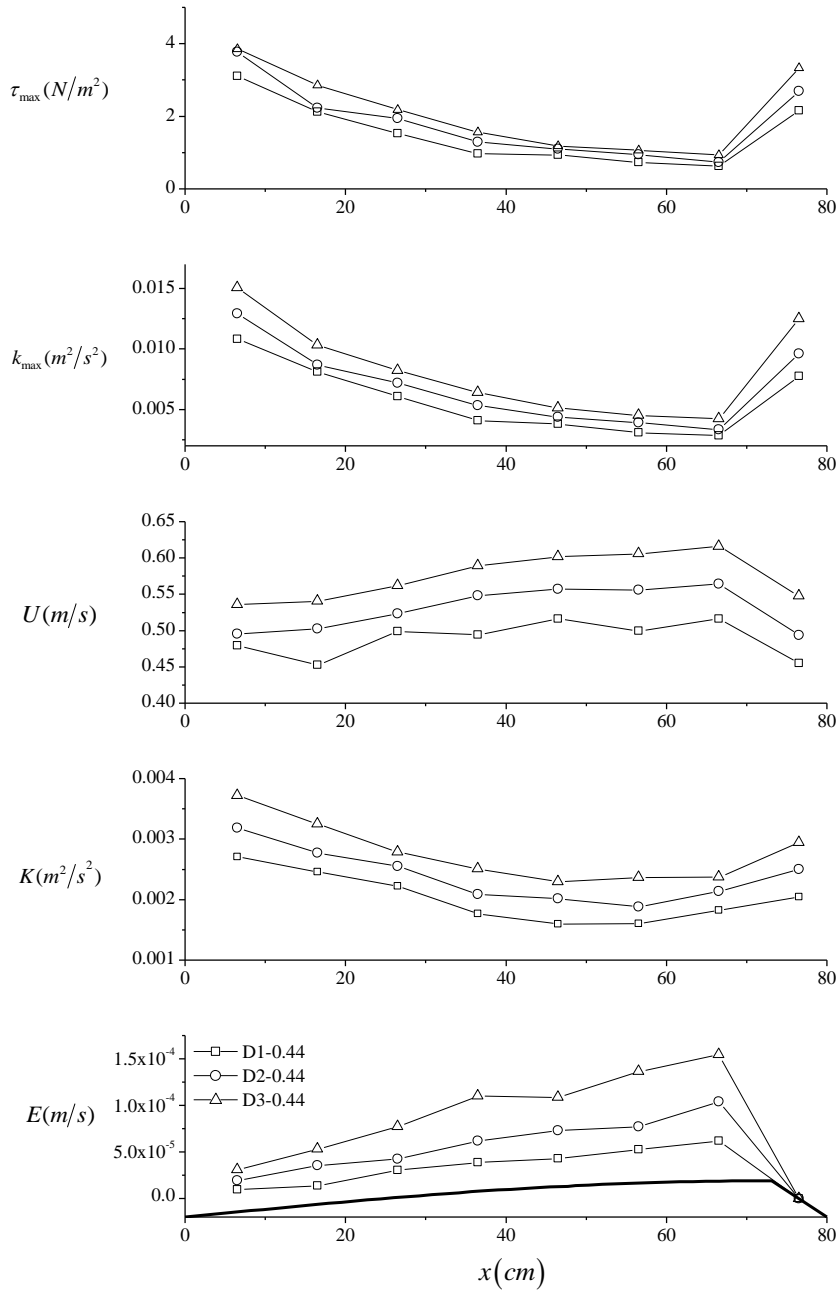 4
τmax (N/m²)
2
0
0 20 40 60 80
0.015
0.010
kmax (m²/s²)
0.005
0 20 40 60 80
0.65
0.60
0.55
U (m/s)
0.50
0.45
0.40
0 20 40 60 80
0.004
0.003
K (m²/s²)
0.002
0.001
0 20 40 60 80
D1-0.44
1.5x10⁻⁴
D2-0.44
D3-0.44
1.0x10⁻⁴
E (m/s)
5.0x10⁻⁵
0.0
0 20 40 60 80
x (cm)